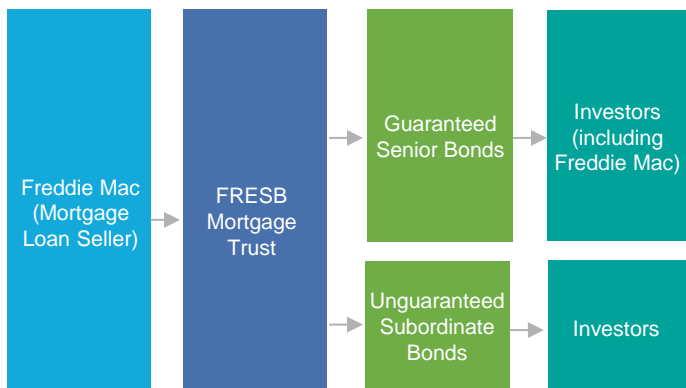 Freddie Mac
(Mortgage
Loan Seller)
FRESB
Mortgage
Trust
Guaranteed
Senior Bonds
Investors
(including
Freddie Mac)
Unguaranteed
Subordinate
Bonds
Investors